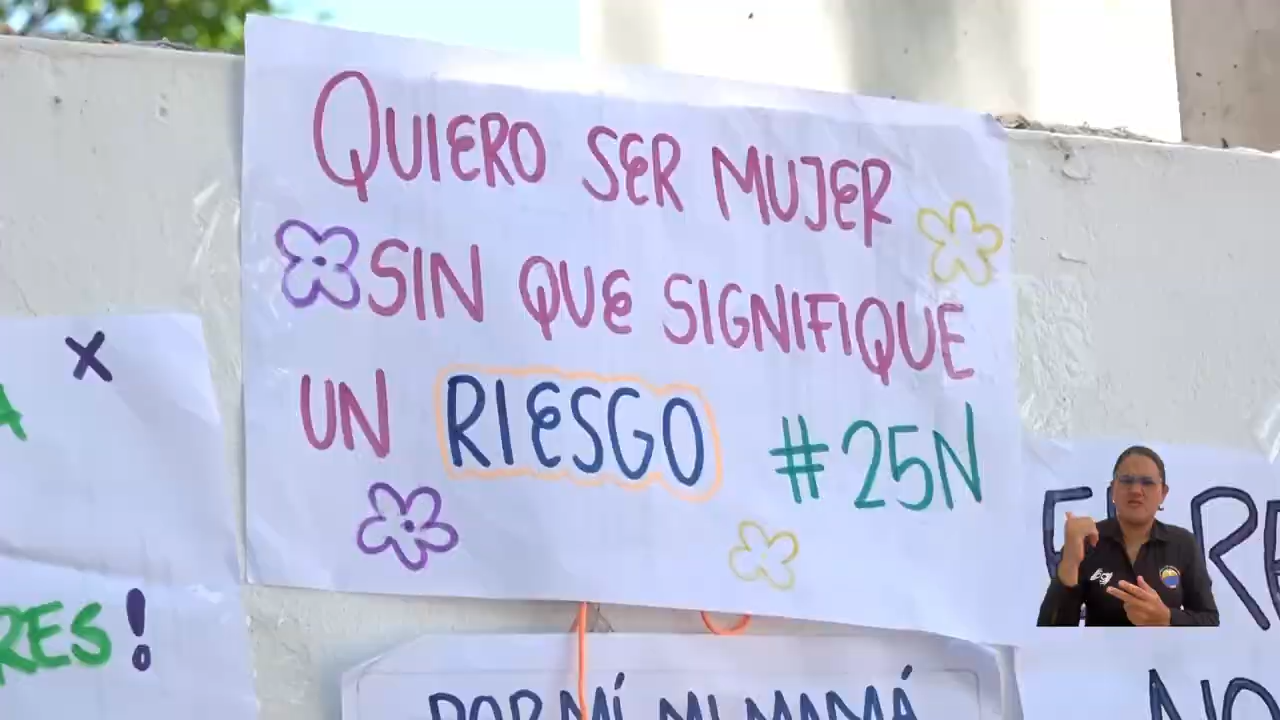 QUIERO SER MUJER
SIN QUE SIGNIFIQUE
UN RIESGO #25N
POR MÍ MI MAMÁ